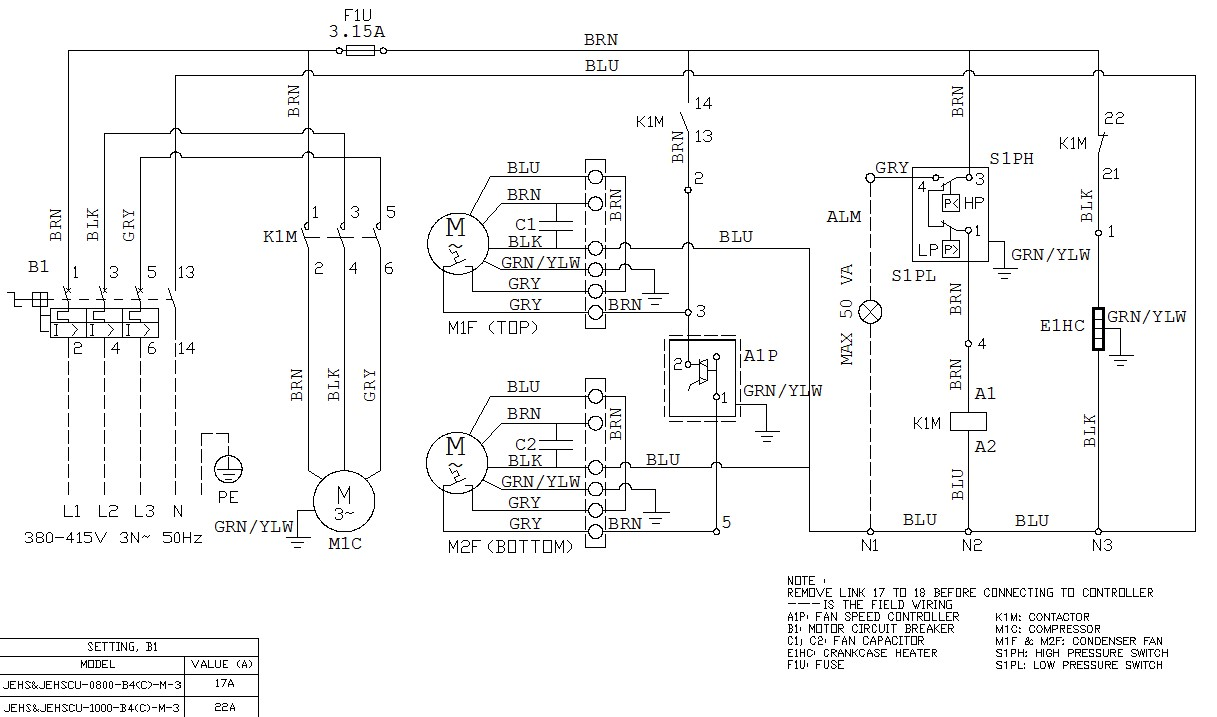 F1U
3.15A
BRN
BLU
BRN
14
K1M
13
BRN
2
BRN
22
K1M
21
BLK
1
S1PH
GRY
4
3
P<
HP
1
LP
P>
S1PL
GRN/YLW
ALM
MAX 50 VA
BRN
4
BRN
A1
K1M
A2
BLU
E1HC
GRN/YLW
BLK
BRN
BLK
GRY
B1
1
3
5
13
I >
I >
I >
2
4
6
14
L1
L2
L3
N
PE
380-415V 3N~ 50Hz
K1M
1
3
5
2
4
6
BRN
BLK
GRY
M
3~
GRN/YLW
M1C
BLU
BRN
C1
BLK
GRN/YLW
GRY
GRY
M
~
M1F (TOP)
BRN
BLU
BRN
3
2
A1P
1
GRN/YLW
BLU
BRN
C2
BLK
GRN/YLW
GRY
GRY
M
~
M2F (BOTTOM)
BRN
BLU
BRN
5
BLU
BLU
N1
N2
N3
NOTE :
REMOVE LINK 17 TO 18 BEFORE CONNECTING TO CONTROLLER
---- IS THE FIELD WIRING
A1P: FAN SPEED CONTROLLER
B1: MOTOR CIRCUIT BREAKER
C1; C2: FAN CAPACITOR
E1HC: CRANKCASE HEATER
F1U: FUSE
K1M: CONTACTOR
M1C: COMPRESSOR
M1F & M2F: CONDENSER FAN
S1PH: HIGH PRESSURE SWITCH
S1PL: LOW PRESSURE SWITCH
SETTING, B1
MODEL VALUE (A)
JEHS&JEHSCU-0800-B4(C)-M-3 17A
JEHS&JEHSCU-1000-B4(C)-M-3 22A